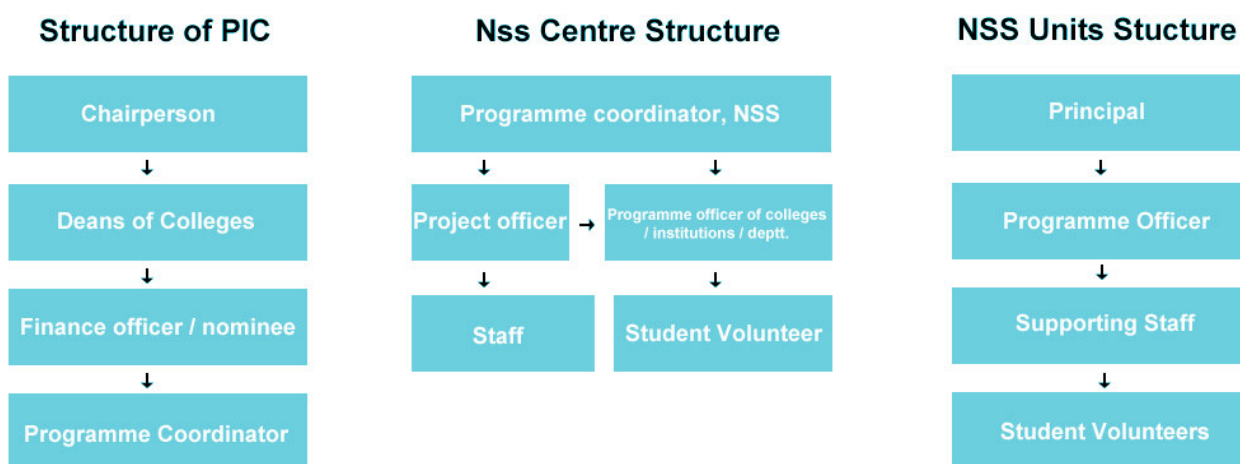 Structure of PIC
Chairperson
Deans of Colleges
Finance officer / nominee
Programme Coordinator
Nss Centre Structure
Programme coordinator, NSS
Project officer
Programme officer of colleges
/ institutions / deptt.
Staff
Student Volunteer
NSS Units Stucture
Principal
Programme Officer
Supporting Staff
Student Volunteers